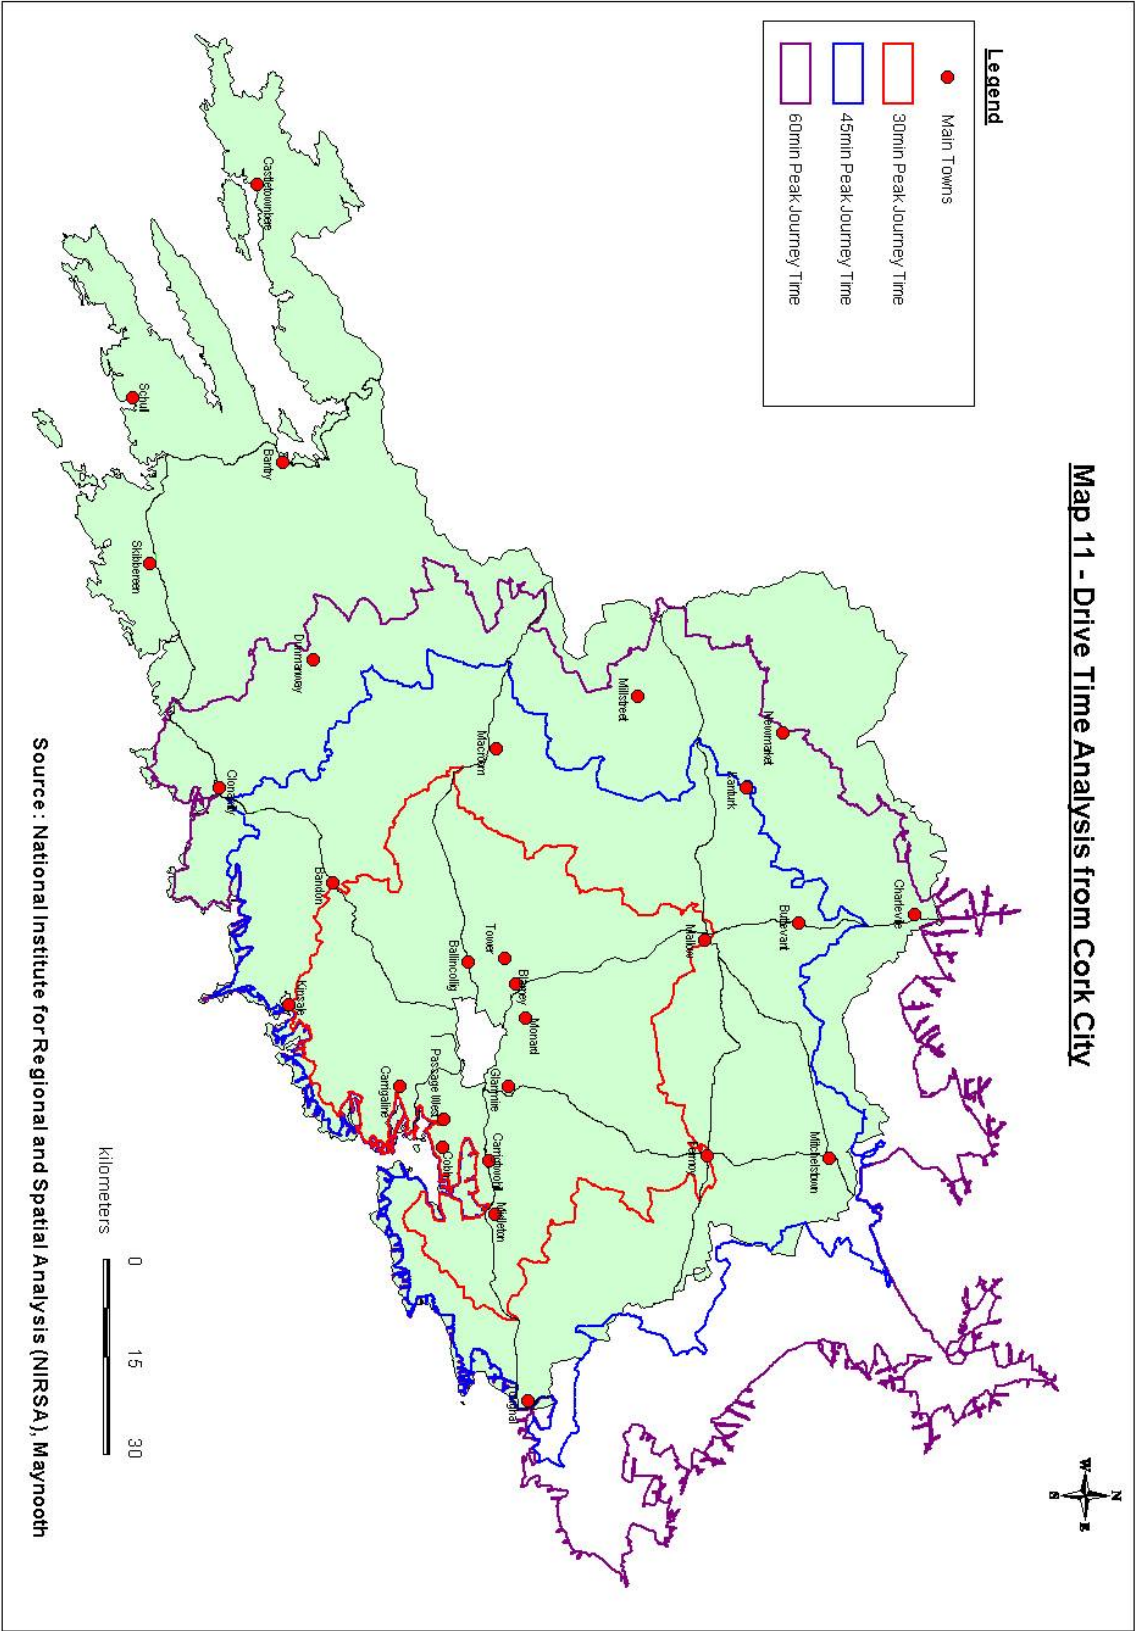 Map 11 - Drive Time Analysis from Cork City
Legend
Main Towns
30min Peak Journey Time
45min Peak Journey Time
60min Peak Journey Time
N
W
E
S
Charleville
Newmarket
Mitchelstown
Buttevant
Kanturk
Mallow
Fermoy
Millstreet
Macroom
Tower
Blarney
Monard
Glanmire
Carrigtwohill
Midleton
Youghal
Ballincollig
Passage West
Cobh
Carrigaline
Castletownbere
Bantry
Dunmanway
Bandon
Kinsale
Clonakilty
Schull
Skibbereen
kilometers
0
15
30
Source: National Institute for Regional and Spatial Analysis (NIRSA), Maynooth